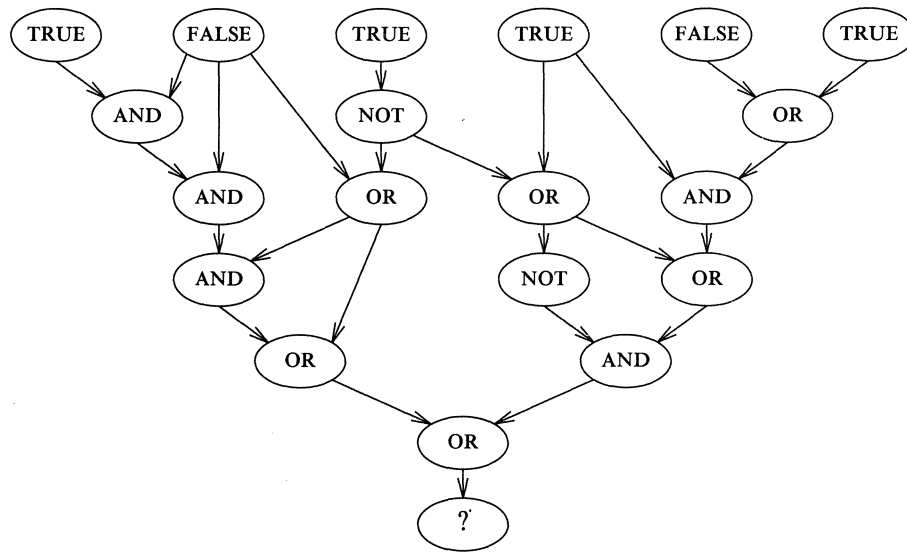 TRUE FALSE TRUE TRUE FALSE TRUE
AND NOT OR
AND OR OR AND
AND NOT OR
OR AND
OR
?